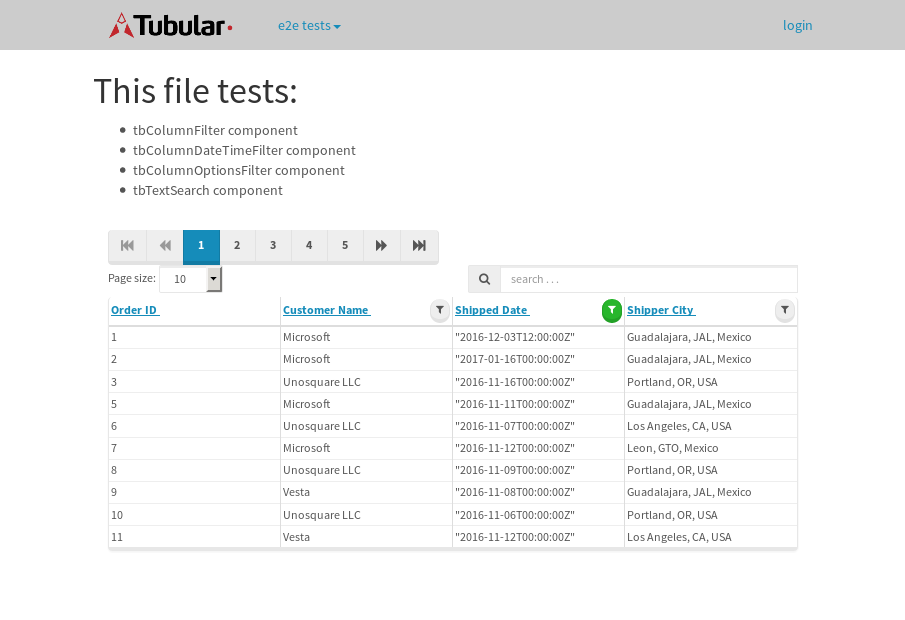 Tubular
e2e tests
login
This file tests:
tbColumnFilter component
tbColumnDateTimeFilter component
tbColumnOptionsFilter component
tbTextSearch component
1 2 3 4 5
Page size: 10 search . . .
Order ID Customer Name Shipped Date Shipper City
1 Microsoft "2016-12-03T12:00:00Z" Guadalajara, JAL, Mexico
2 Microsoft "2017-01-16T00:00:00Z" Guadalajara, JAL, Mexico
3 Unosquare LLC "2016-11-16T00:00:00Z" Portland, OR, USA
5 Microsoft "2016-11-11T00:00:00Z" Guadalajara, JAL, Mexico
6 Unosquare LLC "2016-11-07T00:00:00Z" Los Angeles, CA, USA
7 Microsoft "2016-11-12T00:00:00Z" Leon, GTO, Mexico
8 Unosquare LLC "2016-11-09T00:00:00Z" Portland, OR, USA
9 Vesta "2016-11-08T00:00:00Z" Guadalajara, JAL, Mexico
10 Unosquare LLC "2016-11-06T00:00:00Z" Portland, OR, USA
11 Vesta "2016-11-12T00:00:00Z" Los Angeles, CA, USA